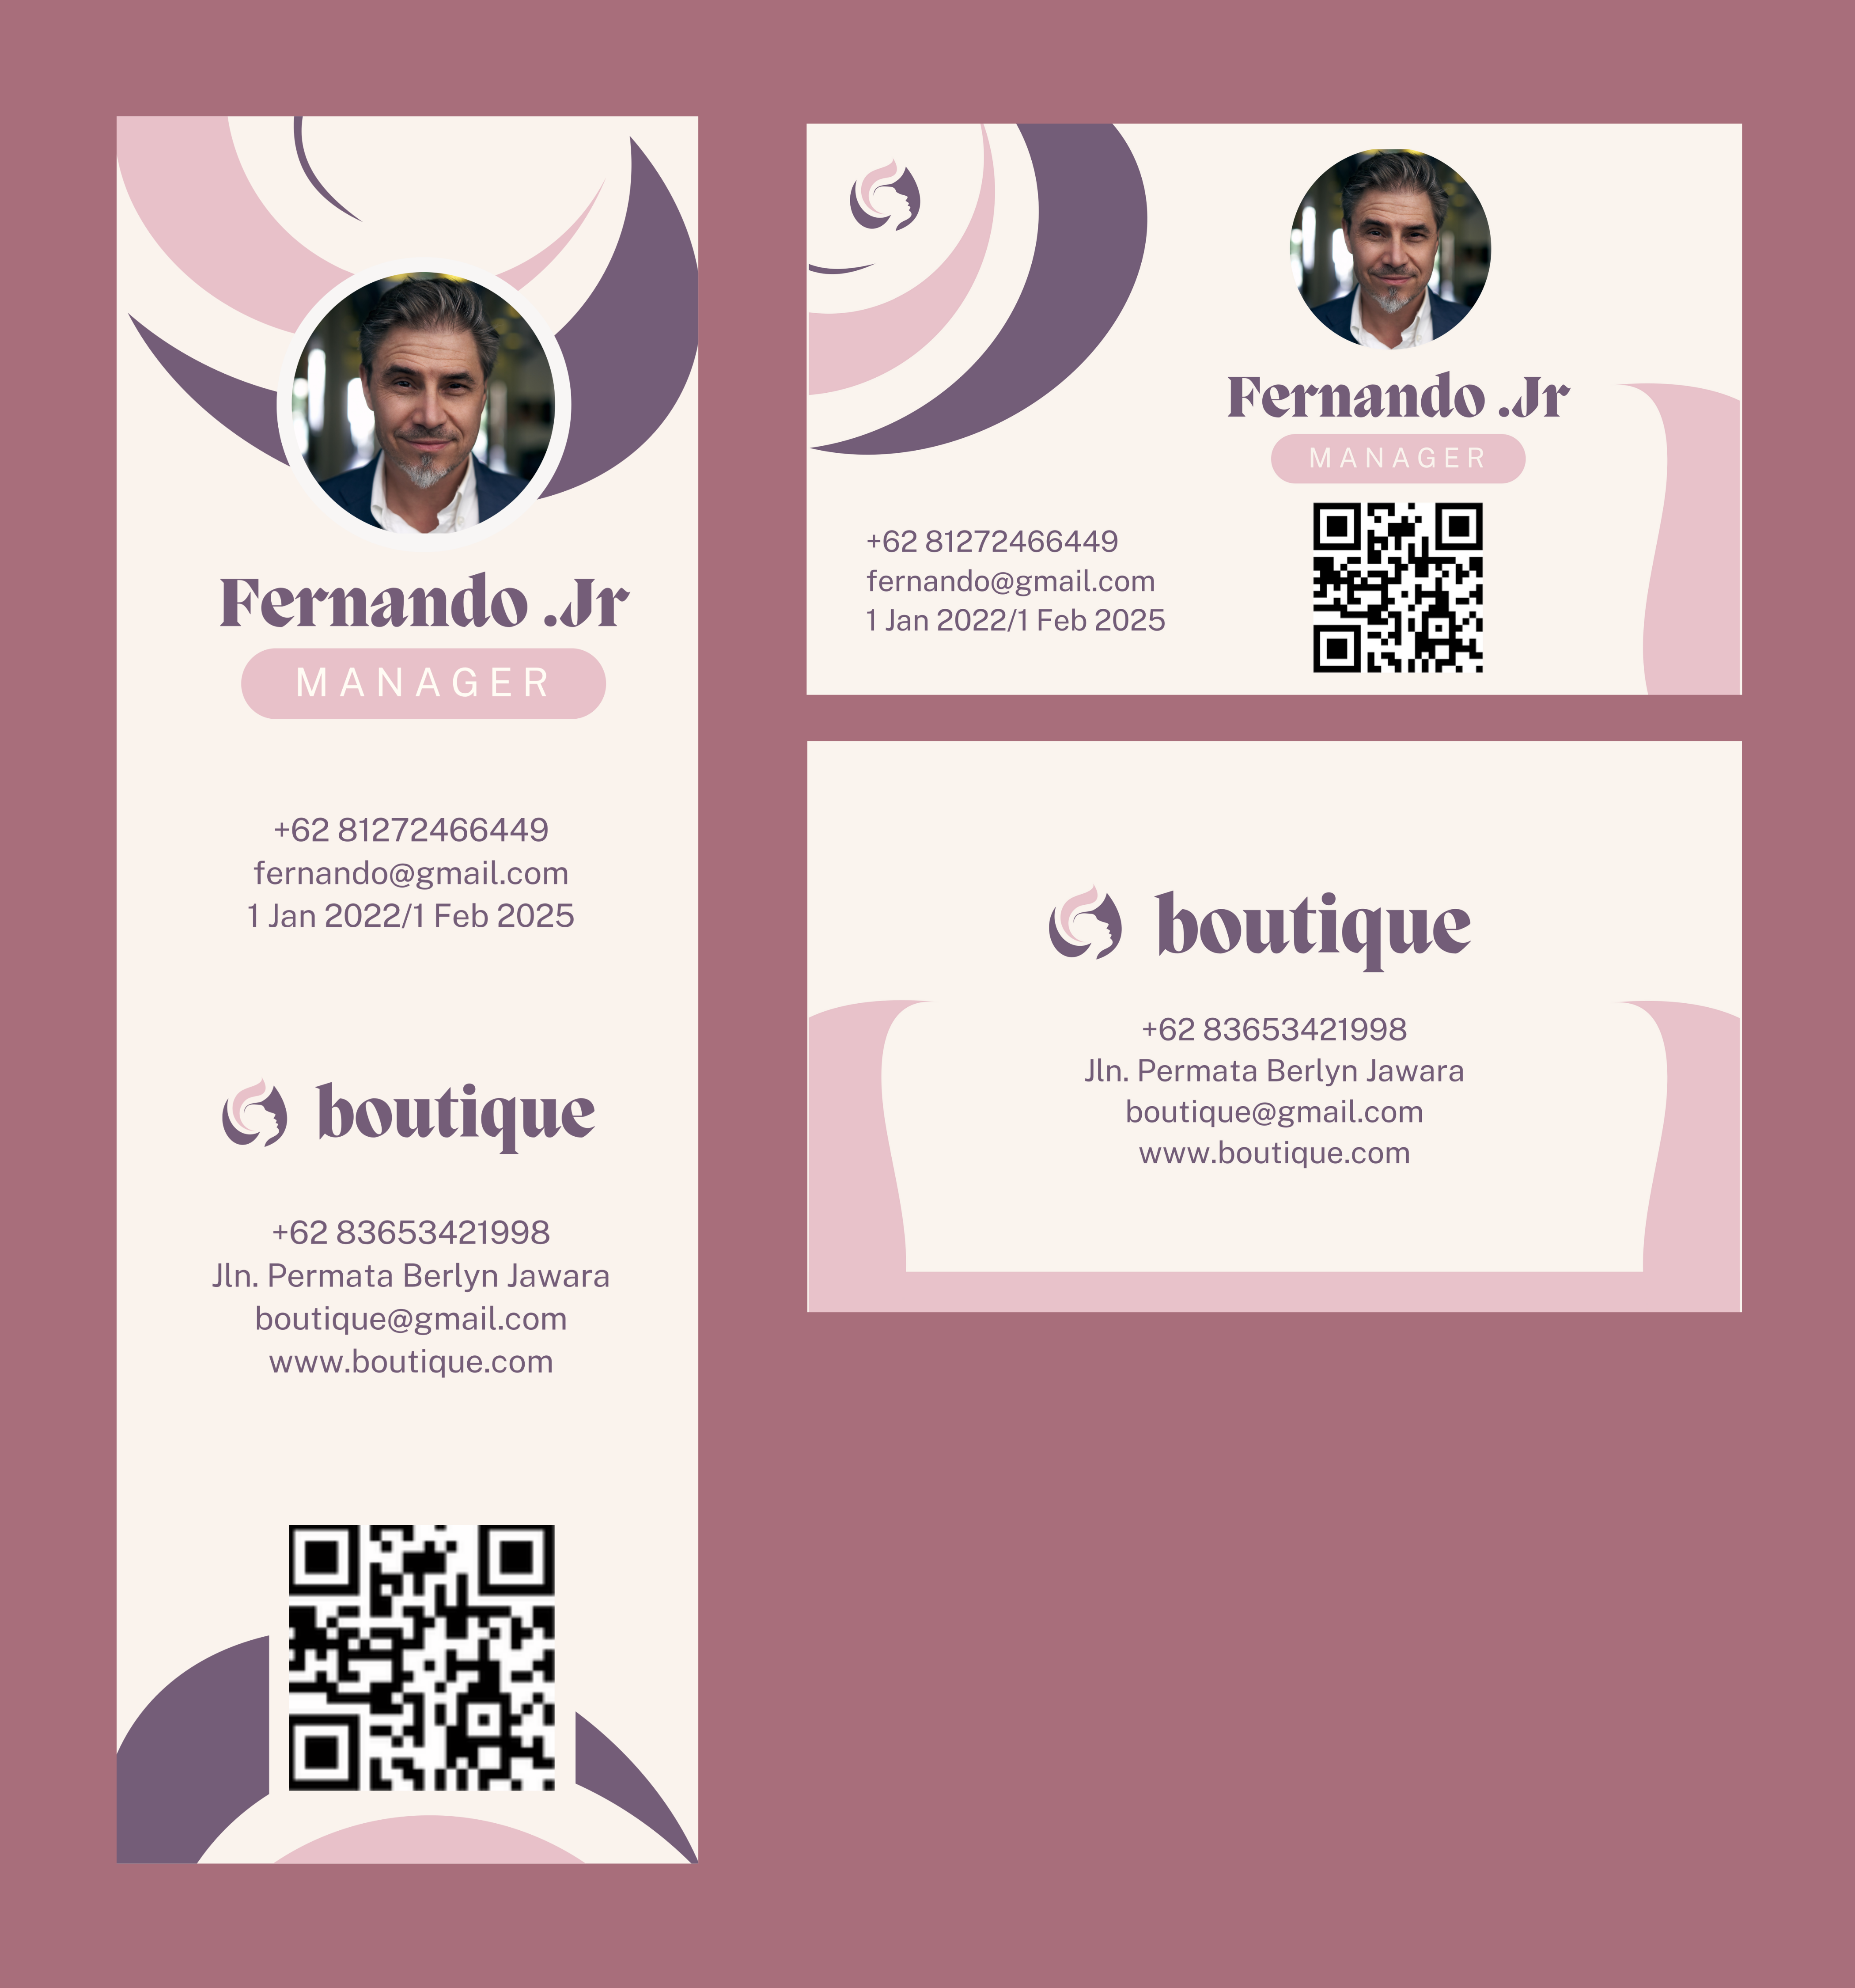 Fernando .Jr
MANAGER
+62 81272466449
fernando@gmail.com
1 Jan 2022/1 Feb 2025
boutique
+62 83653421998
Jln. Permata Berlyn Jawara
boutique@gmail.com
www.boutique.com
Fernando .Jr
MANAGER
+62 81272466449
fernando@gmail.com
1 Jan 2022/1 Feb 2025
boutique
+62 83653421998
Jln. Permata Berlyn Jawara
boutique@gmail.com
www.boutique.com